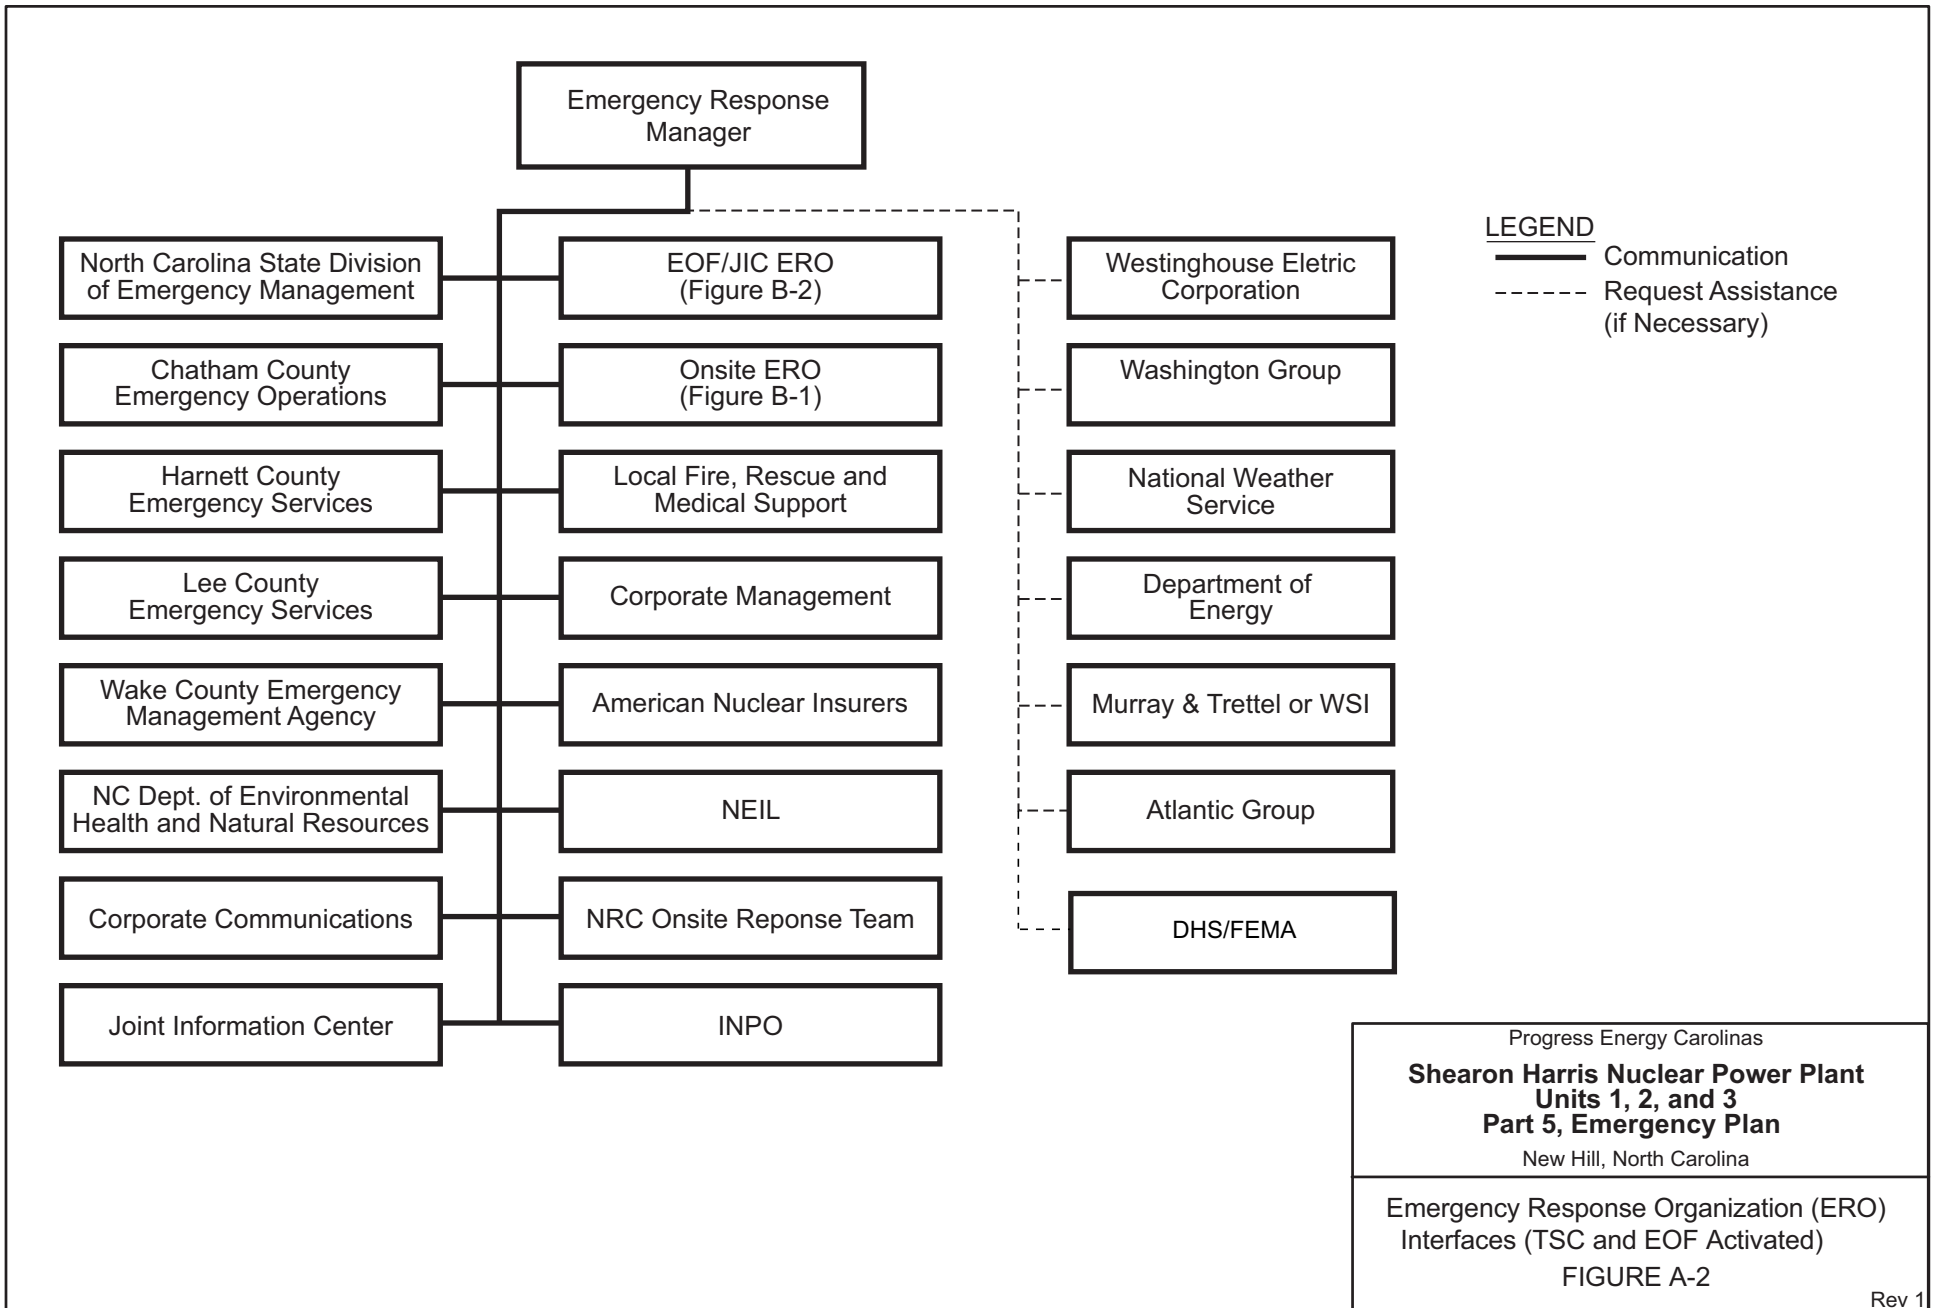 Emergency Response
Manager
North Carolina State Division
of Emergency Management
EOF/JIC ERO
(Figure B-2)
Westinghouse Eletric
Corporation
LEGEND
Communication
Request Assistance
(if Necessary)
Chatham County
Emergency Operations
Onsite ERO
(Figure B-1)
Washington Group
Harnett County
Emergency Services
Local Fire, Rescue and
Medical Support
National Weather
Service
Lee County
Emergency Services
Corporate Management
Department of
Energy
Wake County Emergency
Management Agency
American Nuclear Insurers
Murray & Trettel or WSI
NC Dept. of Environmental
Health and Natural Resources
NEIL
Atlantic Group
Corporate Communications
NRC Onsite Reponse Team
DHS/FEMA
Joint Information Center
INPO
Progress Energy Carolinas
Shearon Harris Nuclear Power Plant
Units 1, 2, and 3
Part 5, Emergency Plan
New Hill, North Carolina
Emergency Response Organization (ERO)
Interfaces (TSC and EOF Activated)
FIGURE A-2
Rev 1